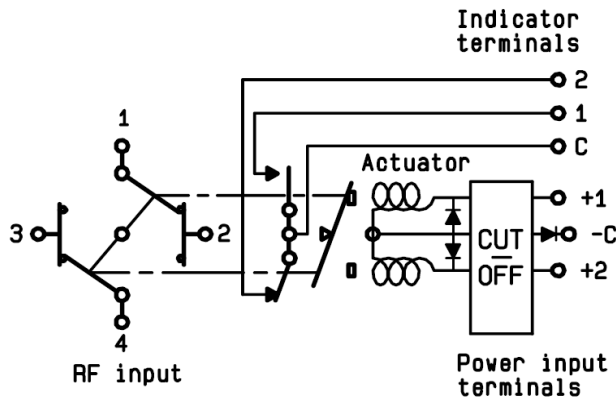 Indicator
terminals
2
1
C
1
Actuator
+1
3
2
CUT
-C
OFF
+2
4
RF input
Power input
terminals